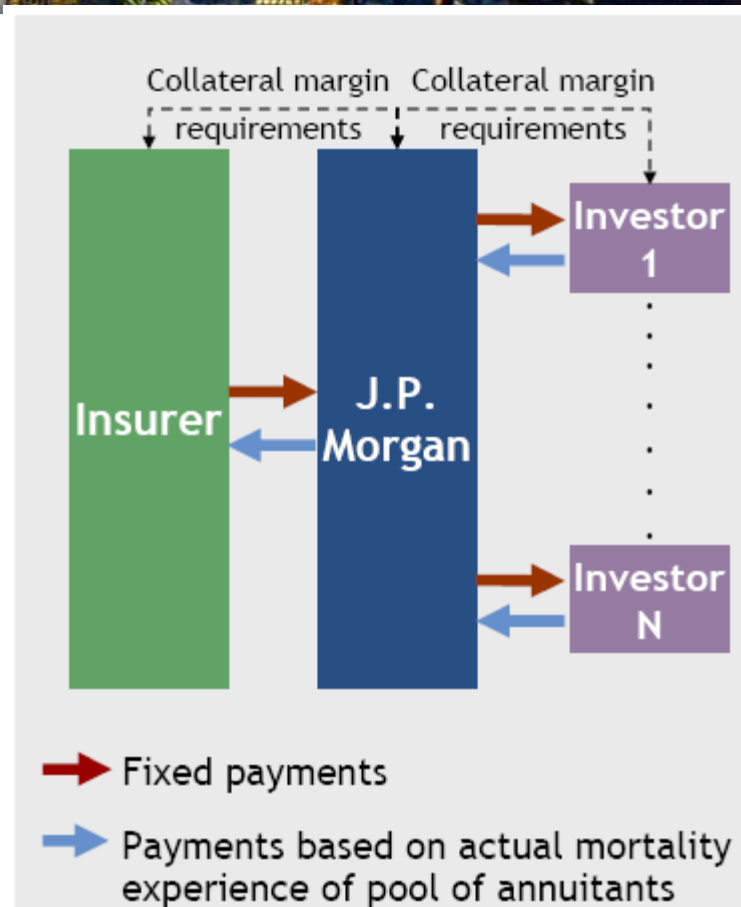 Collateral margin Collateral margin
requirements requirements
Investor
1
Insurer
J.P.
Morgan
Investor
N
Fixed payments
Payments based on actual mortality
experience of pool of annuitants